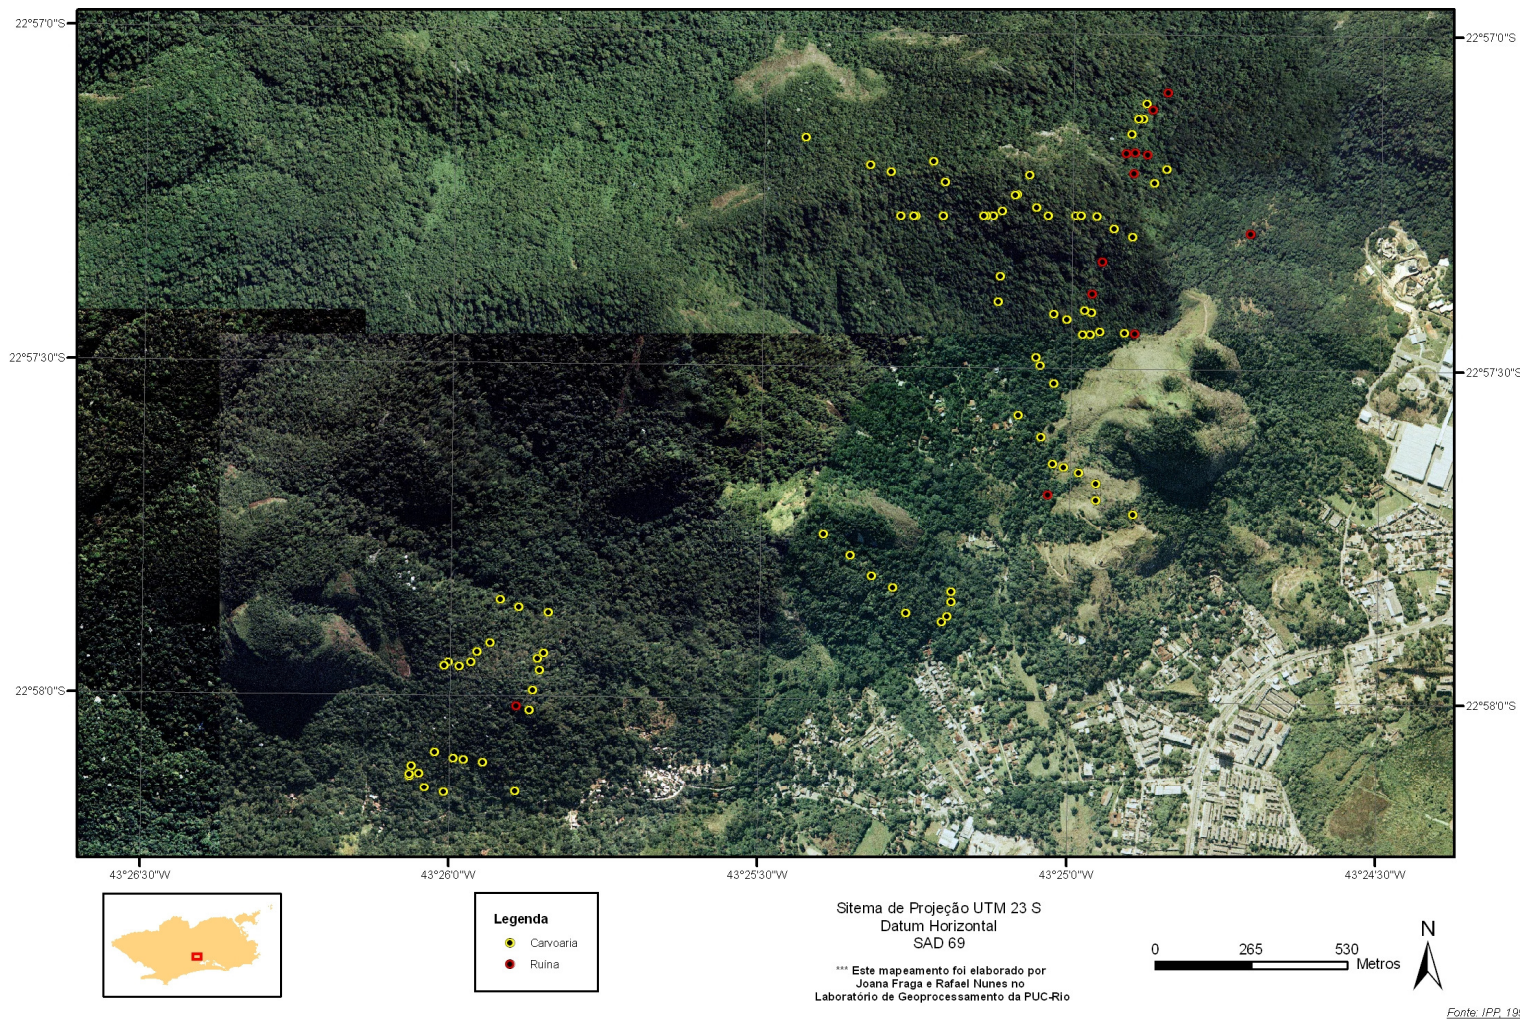 22°57'0"S
22°57'0"S
22°57'30"S
22°57'30"S
22°58'0"S
22°58'0"S
43°26'30"W
43°26'0"W
43°25'30"W
43°25'0"W
43°24'30"W
Legenda
Carvoaria
Ruína
Sitema de Projeção UTM 23 S
Datum Horizontal
SAD 69
*** Este mapeamento foi elaborado por
Joana Fraga e Rafael Nunes no
Laboratório de Geoprocessamento da PUC-Rio
0 265 530
Metros
N
Fonte: IPP, 199